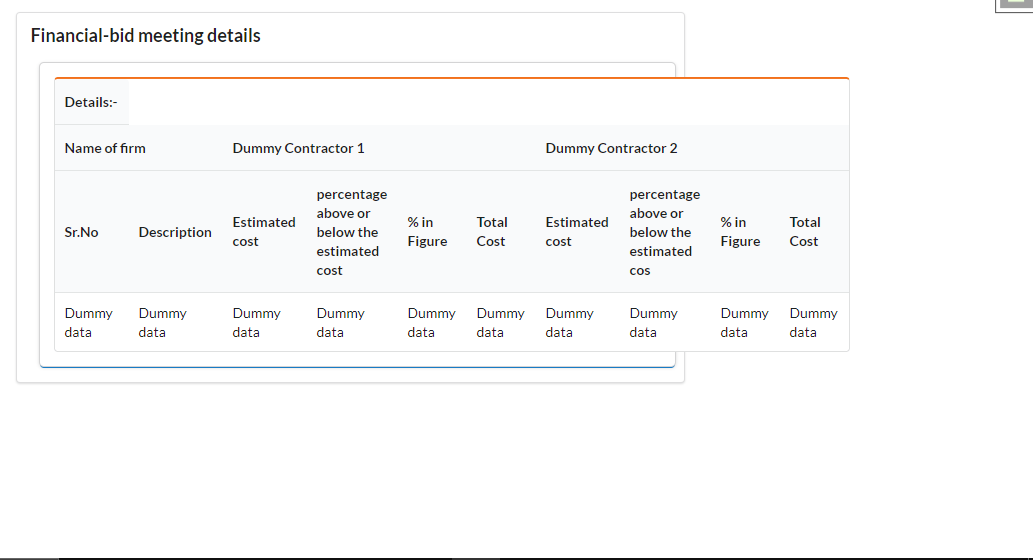 Financial-bid meeting details
Details:-
Name of firm Dummy Contractor 1 Dummy Contractor 2
Sr.No
Description
Estimated
cost
percentage
above or
below the
estimated
cost
% in
Figure
Total
Cost
Estimated
cost
percentage
above or
below the
estimated
cos
% in
Figure
Total
Cost
Dummy Dummy Dummy Dummy Dummy Dummy Dummy Dummy Dummy Dummy
data data data data data data data data data data